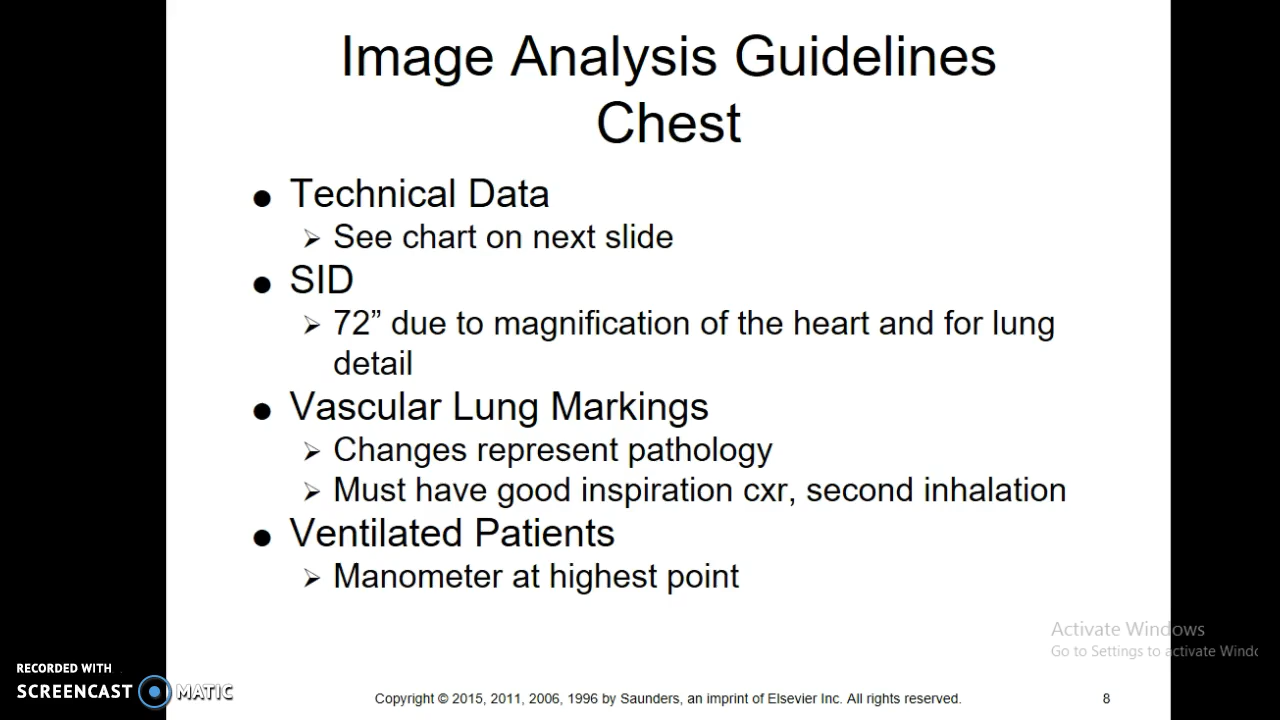 Image Analysis Guidelines
Chest
● Technical Data
➢ See chart on next slide
● SID
➢ 72” due to magnification of the heart and for lung
detail
● Vascular Lung Markings
➢ Changes represent pathology
➢ Must have good inspiration cxr, second inhalation
● Ventilated Patients
➢ Manometer at highest point
Activate Windows
Go to Settings to activate Windo
RECORDED WITH
SCREENCAST MATIC
Copyright © 2015, 2011, 2006, 1996 by Saunders, an imprint of Elsevier Inc. All rights reserved.
8